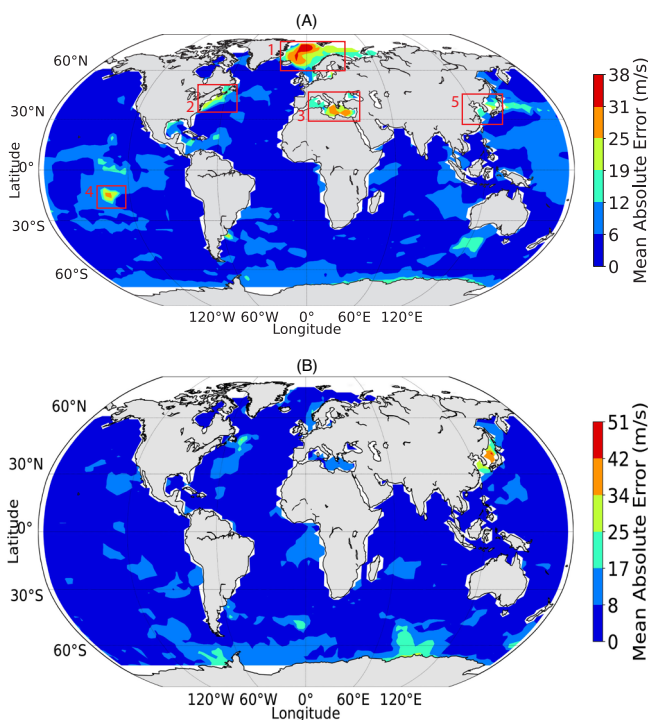 (A)
60°N
30°N
0°
30°S
60°S
Latitude
120°W 60°W 0° 60°E 120°E
Longitude
1
2
3
4
5
38
31
25
19
12
6
0
Mean Absolute Error (m/s)
(B)
60°N
30°N
0°
30°S
60°S
Latitude
120°W 60°W 0° 60°E 120°E
Longitude
51
42
34
25
17
8
0
Mean Absolute Error (m/s)